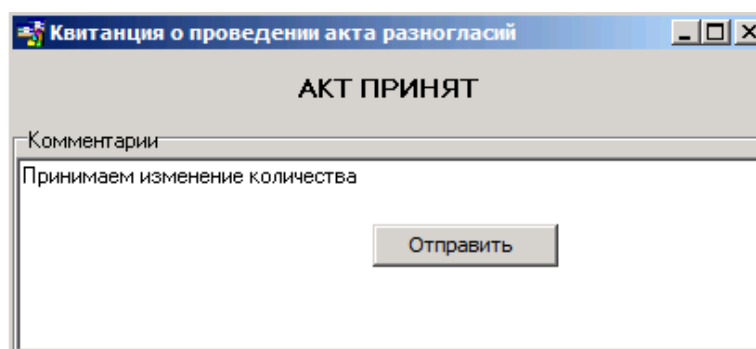 Квитанция о проведении акта разногласий
АКТ ПРИНЯТ
Комментарии
Принимаем изменение количества
Отправить